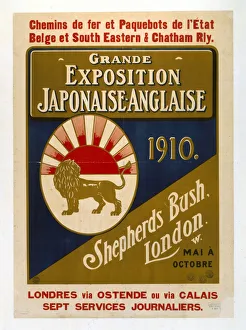 Chemins de fer et Paquebots de l'Etat
Belge et South Eastern & Chatham Rly.
GRANDE
EXPOSITION
JAPONAISE-ANGLAISE
1910.
Shepherds Bush,
London. W.
MAI À
OCTOBRE
LONDRES via OSTENDE ou via CALAIS
SEPT SERVICES JOURNALIERS.